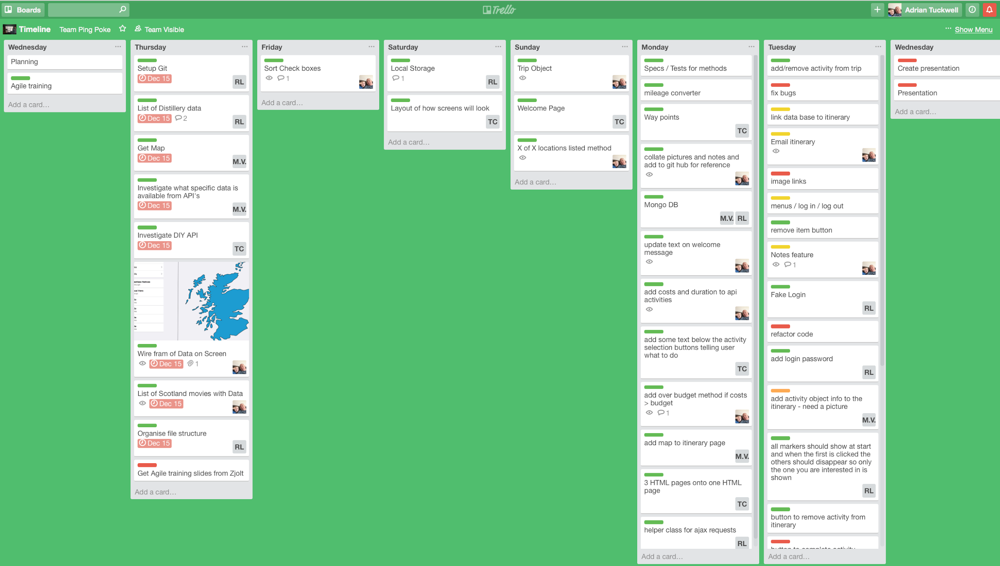 Boards
Trello
Adrian Tuckwell
Timeline
Team Ping Poke
Team Visible
Show Menu
Wednesday
Planning
Agile training
Add a card…
Thursday
Setup Git
Dec 15
RL
List of Distillery data
Dec 15
2
RL
Get Map
Dec 15
M.V.
Investigate what specific data is
available from API's
Dec 15
M.V.
Investigate DIY API
Dec 15
TC
Wire fram of Data on Screen
Dec 15
1
List of Scotland movies with Data
Dec 15
Organise file structure
Dec 15
RL
Get Agile training slides from Zjolt
Add a card…
Friday
Sort Check boxes
1
Add a card…
Saturday
Local Storage
1
RL
Layout of how screens will look
TC
Add a card…
Sunday
Trip Object
Welcome Page
TC
X of X locations listed method
Add a card…
Monday
Specs / Tests for methods
mileage converter
Way points
TC
collate pictures and notes and
add to git hub for reference
Mongo DB
M.V. RL
update text on welcome
message
add costs and duration to api
activities
add some text below the activity
selection buttons telling user
what to do
TC
add over budget method if costs
> budget
1
add map to itinerary page
M.V.
3 HTML pages onto one HTML
page
TC
helper class for ajax requests
RL
Add a card…
Tuesday
add/remove activity from trip
fix bugs
link data base to itinerary
Email itinerary
image links
menus / log in / log out
remove item button
Notes feature
1
Fake Login
RL
refactor code
add login password
RL
add activity object info to the
itinerary - need a picture
M.V.
all markers should show at start
and when the first is clicked the
others should disappear so only
the one you are interested in is
shown
RL
button to remove activity from
itinerary
Add a card…
Wednesday
Create presentation
Presentation
Add a card…